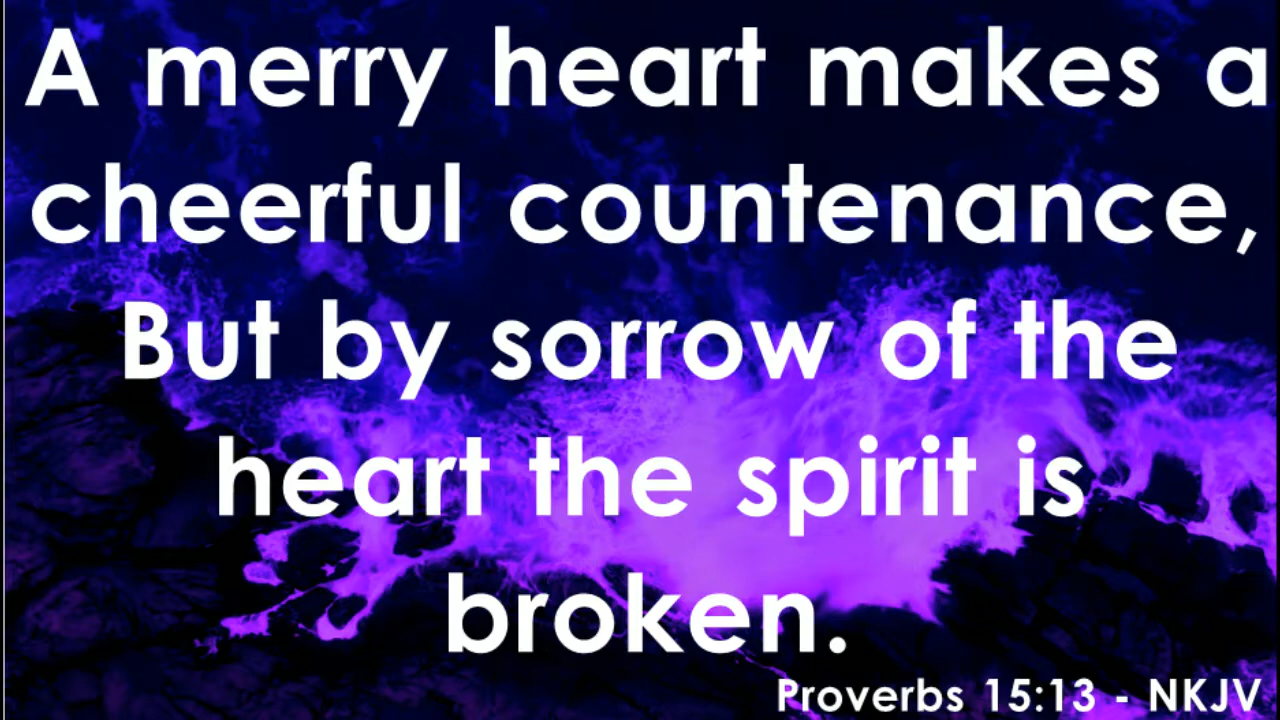 A merry heart makes a
cheerful countenance,
But by sorrow of the
heart the spirit is
broken.
Proverbs 15:13 - NKJV